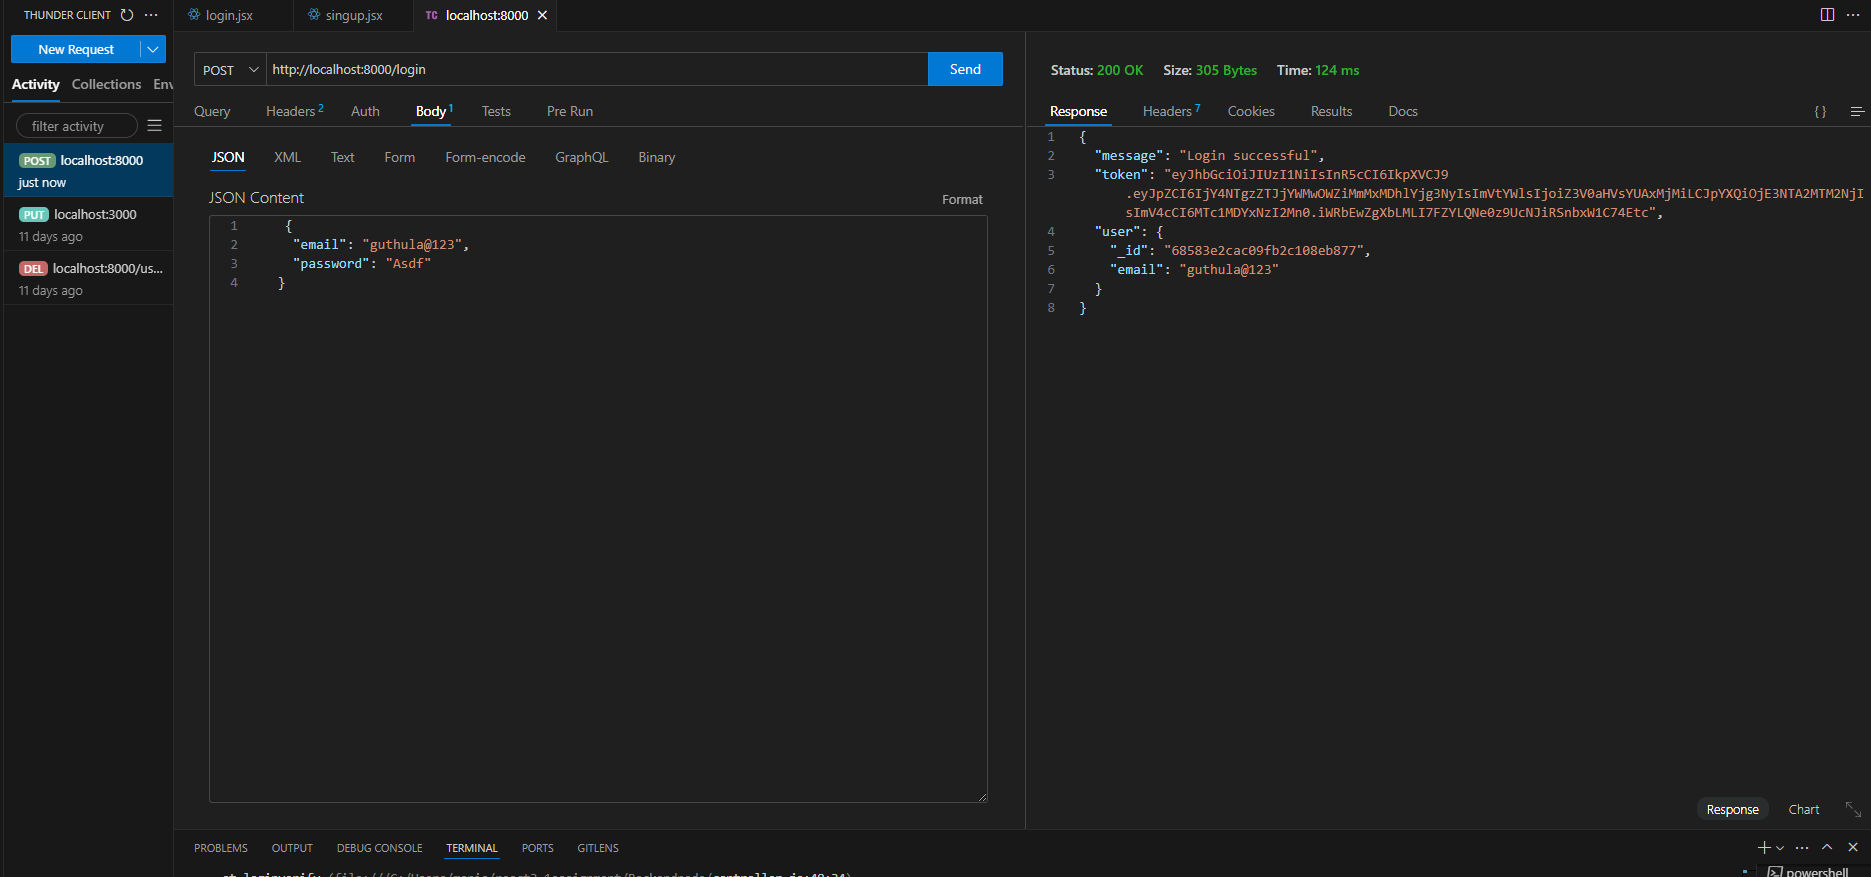 THUNDER CLIENT
New Request
Activity Collections Env
filter activity
POST localhost:8000
just now
PUT localhost:3000
11 days ago
DEL localhost:8000/us...
11 days ago
login.jsx singup.jsx TC localhost:8000
POST http://localhost:8000/login Send
Query Headers 2 Auth Body 1 Tests Pre Run
JSON XML Text Form Form-encode GraphQL Binary
JSON Content Format
1 {
2 "email": "guthula@123",
3 "password": "Asdf"
4 }
Status: 200 OK Size: 305 Bytes Time: 124 ms
Response Headers 7 Cookies Results Docs {}
1 {
2 "message": "Login successful",
3 "token": "eyJhbGciOiJIUzI1NiIsInR5cCI6IkpXVCJ9
.eyJpZCI6IjY4NTgzZTJjYWMwOWZiMmMxMDhlYjg3NyIsImVtYWlsIjoiZ3V0aHVsYUAxMjMiLCJpYXQiOjE3NTA2MTM2NjI
sImV4cCI6MTc1MDYxNzI2Mn0.iWRbEwZgXbLMLI7FZYLQNe0z9UcNJiRSnbxW1C74Etc",
4 "user": {
5 "_id": "68583e2cac09fb2c108eb877",
6 "email": "guthula@123"
7 }
8 }
Response Chart
PROBLEMS OUTPUT DEBUG CONSOLE TERMINAL PORTS GITLENS
powershell